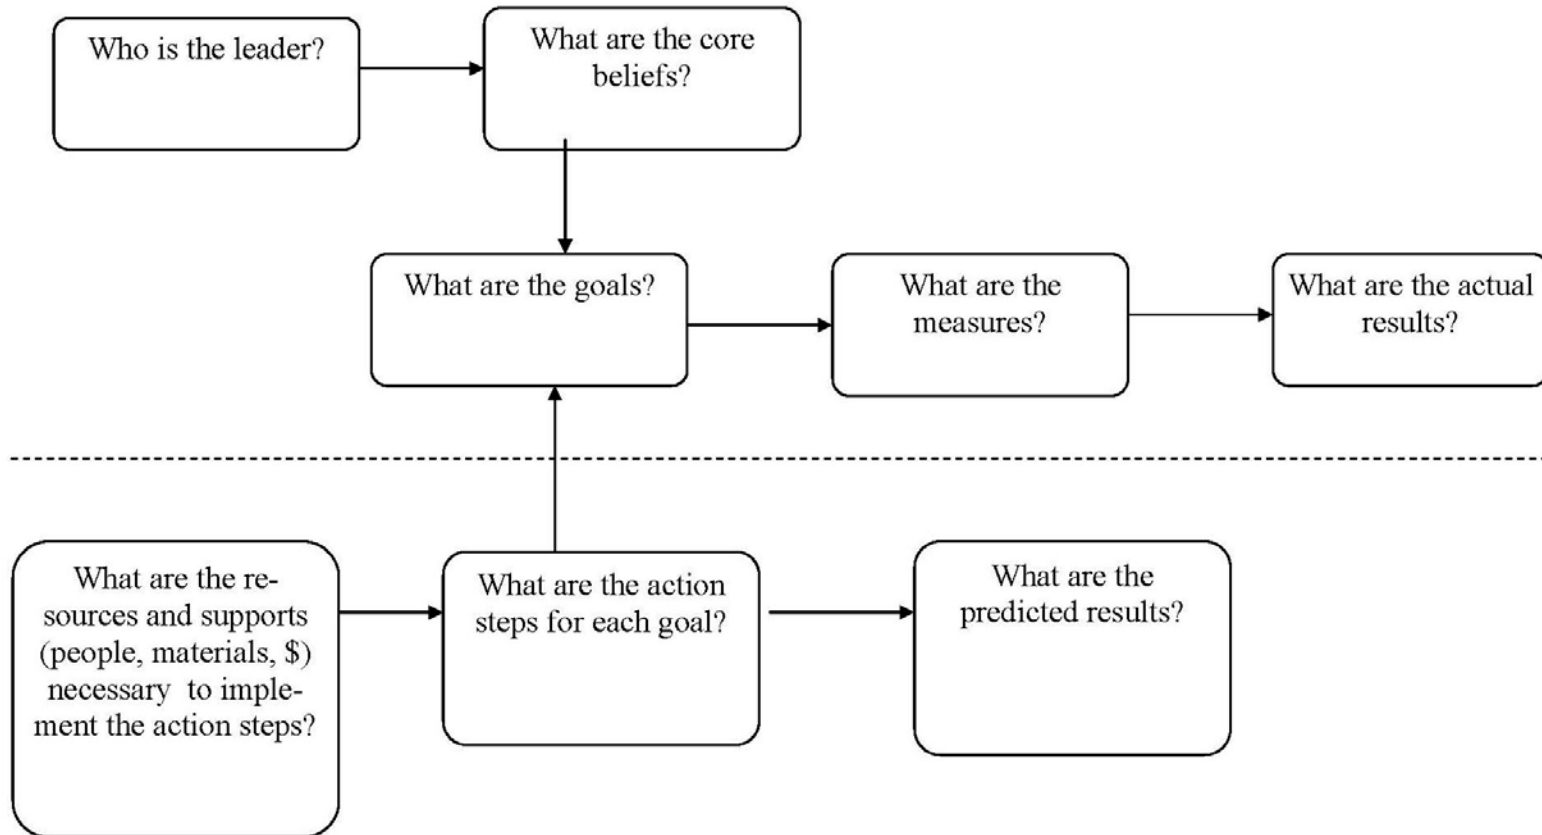 Who is the leader?
What are the core
beliefs?
What are the goals?
What are the
measures?
What are the actual
results?
What are the re-
sources and supports
(people, materials, $)
necessary  to imple-
ment the action steps?
What are the action
steps for each goal?
What are the
predicted results?